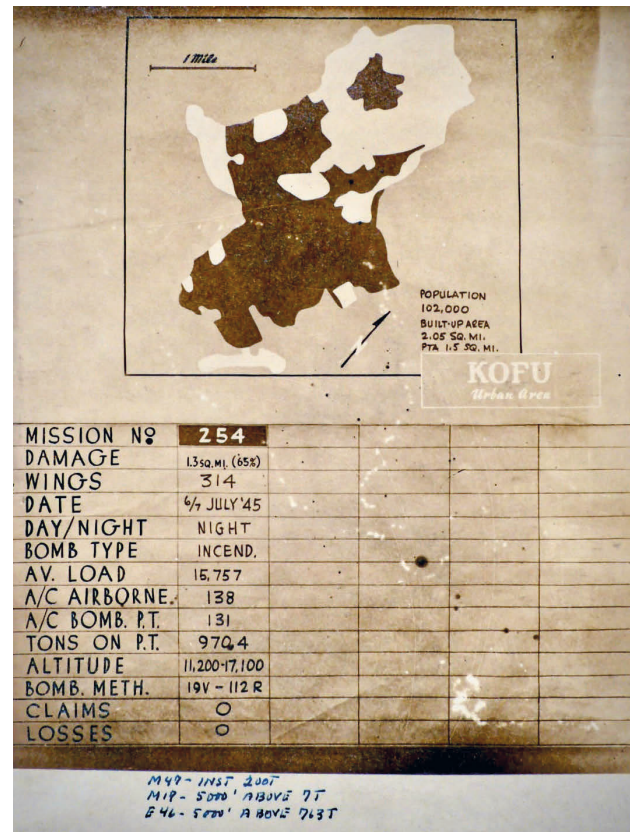 1 Mile
POPULATION
102,000
BUILT-UP AREA
2.05 SQ. MI.
PTA 1.5 SQ. MI.
KOFU
Urban Area
MISSION Nº 254
DAMAGE 1.3 SQ. MI. (65%)
WINGS 314
DATE 6/7 JULY '45
DAY/NIGHT NIGHT
BOMB TYPE INCEND.
AV. LOAD 15,757
A/C AIRBORNE. 138
A/C BOMB. P.T. 131
TONS ON P.T. 970.4
ALTITUDE 11,200-17,100
BOMB. METH. 19V - 112 R
CLAIMS 0
LOSSES 0
M47- INST 200T
M19- 5000' ABOVE 7T
E46- 5000' ABOVE 763T